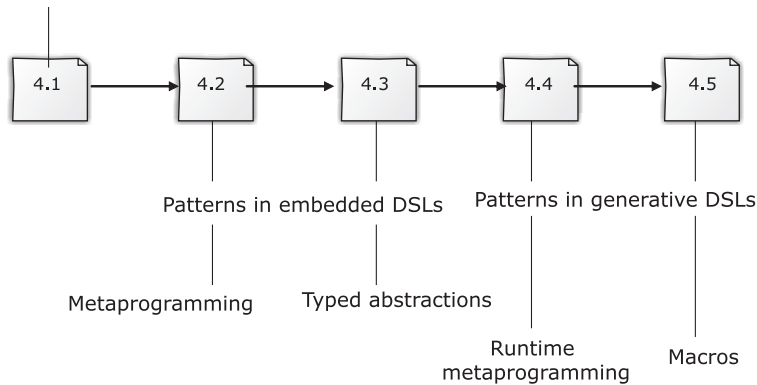 4.1
4.2
4.3
4.4
4.5
Patterns in embedded DSLs
Patterns in generative DSLs
Metaprogramming
Typed abstractions
Runtime
metaprogramming
Macros